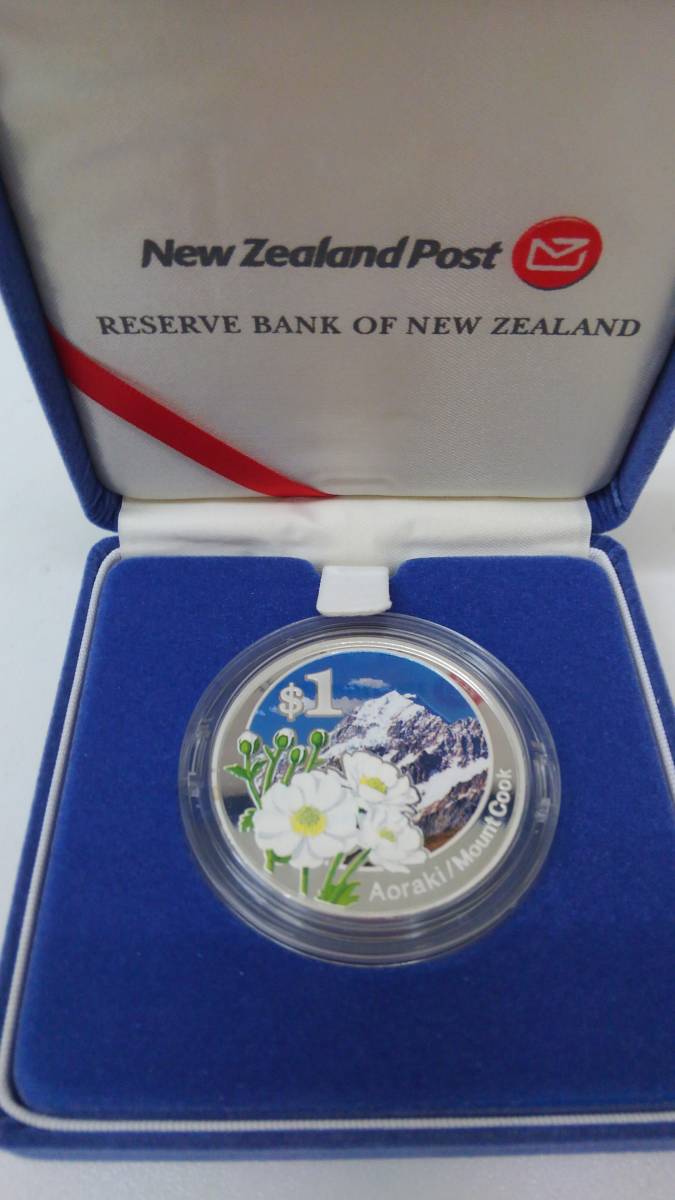 New Zealand Post
RESERVE BANK OF NEW ZEALAND
$1
Aoraki/Mount Cook